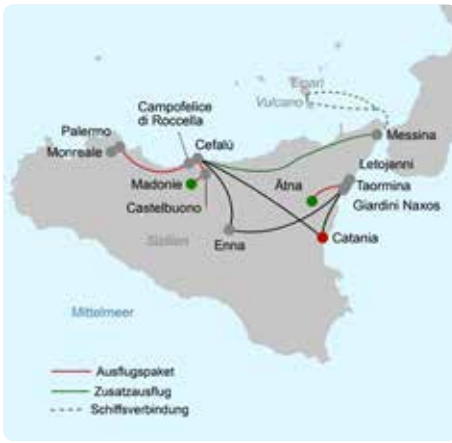 Lipari
Vulcano
Campofelice
di Roccella
Palermo
Cefalù
Messina
Monreale
Letojanni
Madonie
Ätna
Taormina
Castelbuono
Giardini Naxos
Sizilien
Enna
Catania
Mittelmeer
Ausflugspaket
Zusatzausflug
Schiffsverbindung